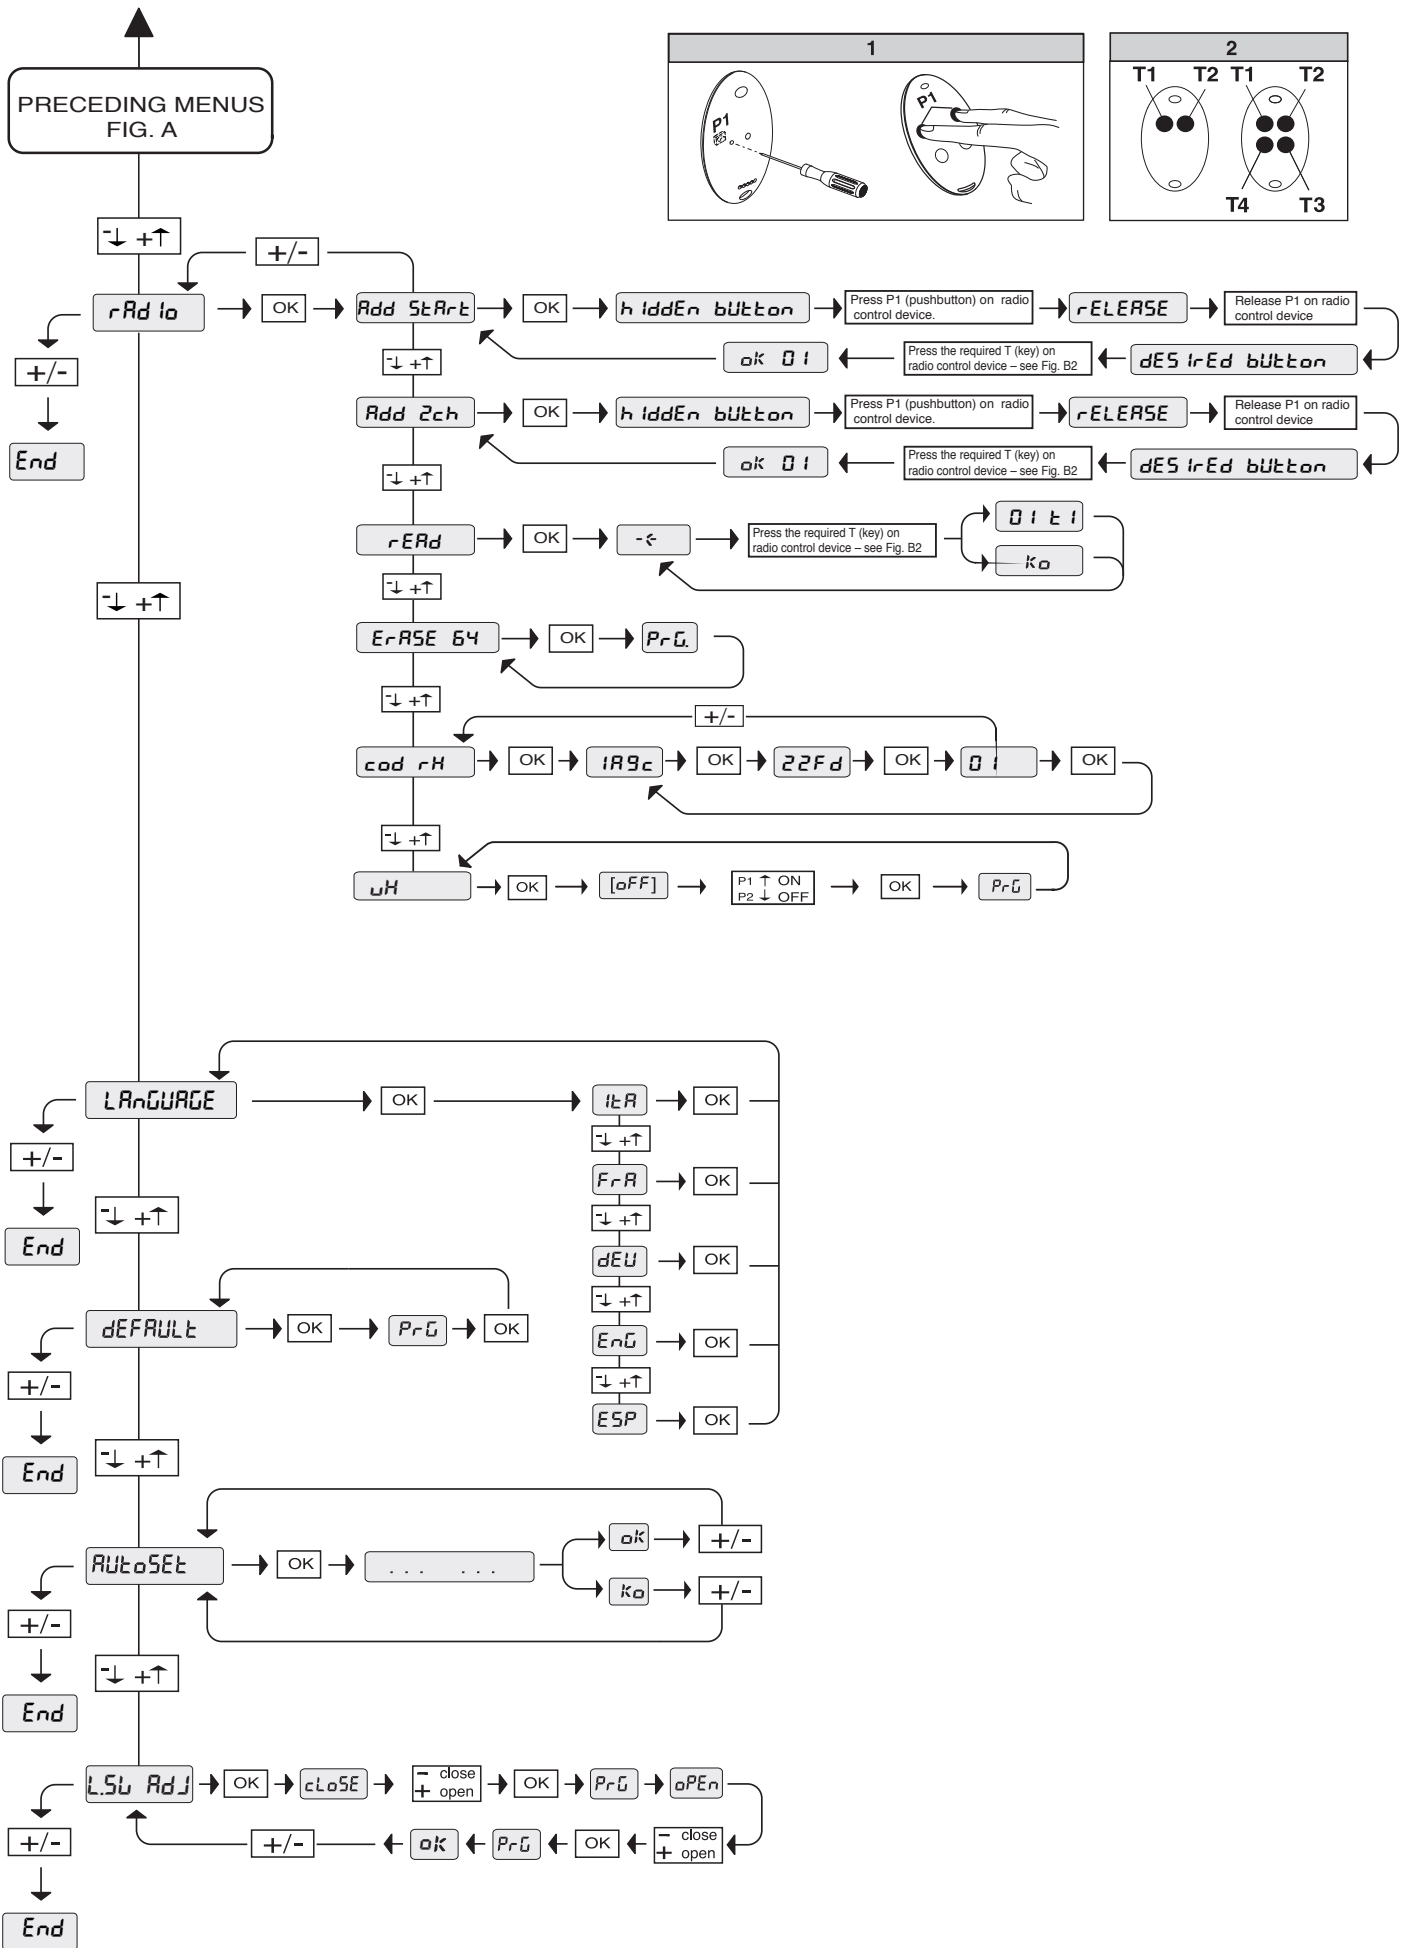 PRECEDING MENUS
FIG. A
1
P1
P1
2
T1 T2 T1 T2
T4 T3
-↓ +↑
+/-
rAdIo
OK
Add StArt
OK
hIddEn bUtton
Press P1 (pushbutton) on radio
control device.
rELEASE
Release P1 on radio
control device
+/-
End
-↓ +↑
ok 01
Press the required T (key) on
radio control device – see Fig. B2
dESIrEd bUtton
Add 2ch
OK
hIddEn bUtton
Press P1 (pushbutton) on radio
control device.
rELEASE
Release P1 on radio
control device
-↓ +↑
ok 01
Press the required T (key) on
radio control device – see Fig. B2
dESIrEd bUtton
rEAd
OK
Press the required T (key) on
radio control device – see Fig. B2
01 t1
Ko
-↓ +↑
-↓ +↑
ErASE 64
OK
PrG.
-↓ +↑
+/-
cod rH
OK
1A9c
OK
22Fd
OK
01
OK
-↓ +↑
uH
OK
[oFF]
P1 ↑ ON
P2 ↓ OFF
OK
PrG
LAnGUAGE
OK
ItA
OK
+/-
End
-↓ +↑
FrA
OK
-↓ +↑
-↓ +↑
dEU
OK
-↓ +↑
dEFAULt
OK
PrG
OK
EnG
OK
+/-
End
-↓ +↑
ESP
OK
-↓ +↑
AUtoSEt
OK
... ...
ok
+/-
Ko
+/-
+/-
End
-↓ +↑
L.SW AdJ
OK
cLoSE
- close
+ open
OK
PrG
oPEn
+/-
End
+/-
ok
PrG
OK
- close
+ open